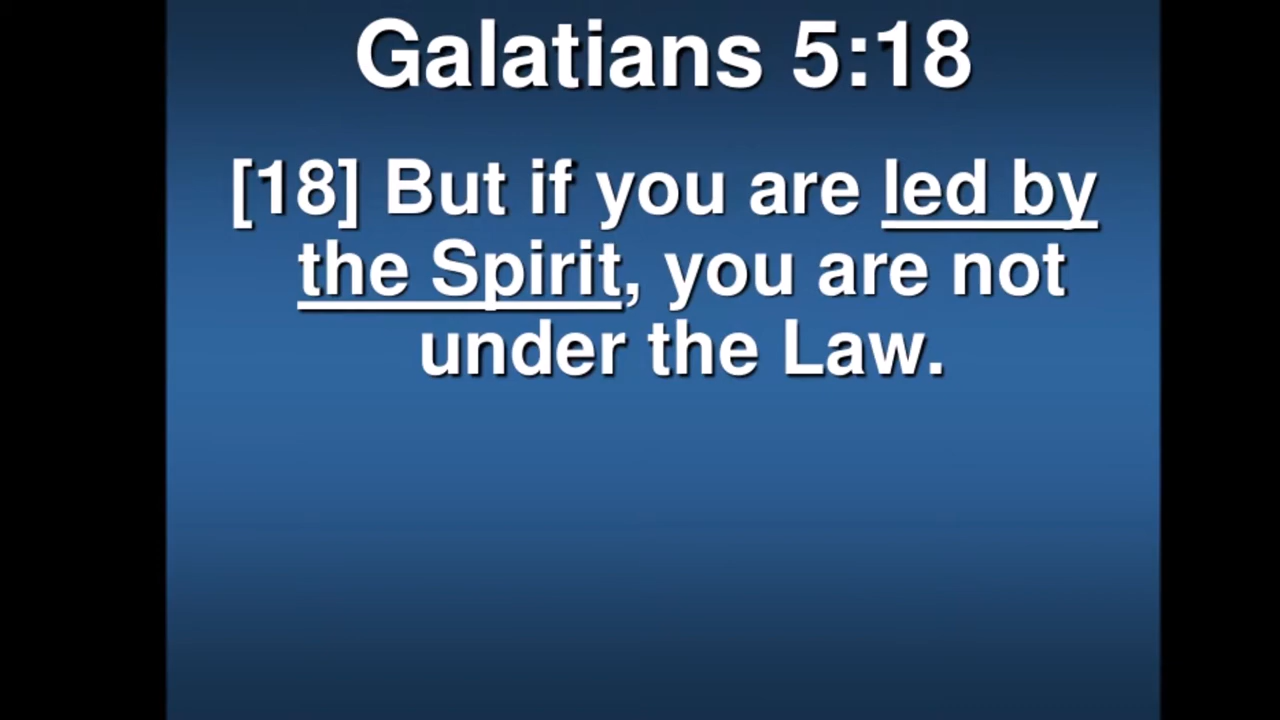 Galatians 5:18
[18] But if you are led by
the Spirit, you are not
under the Law.